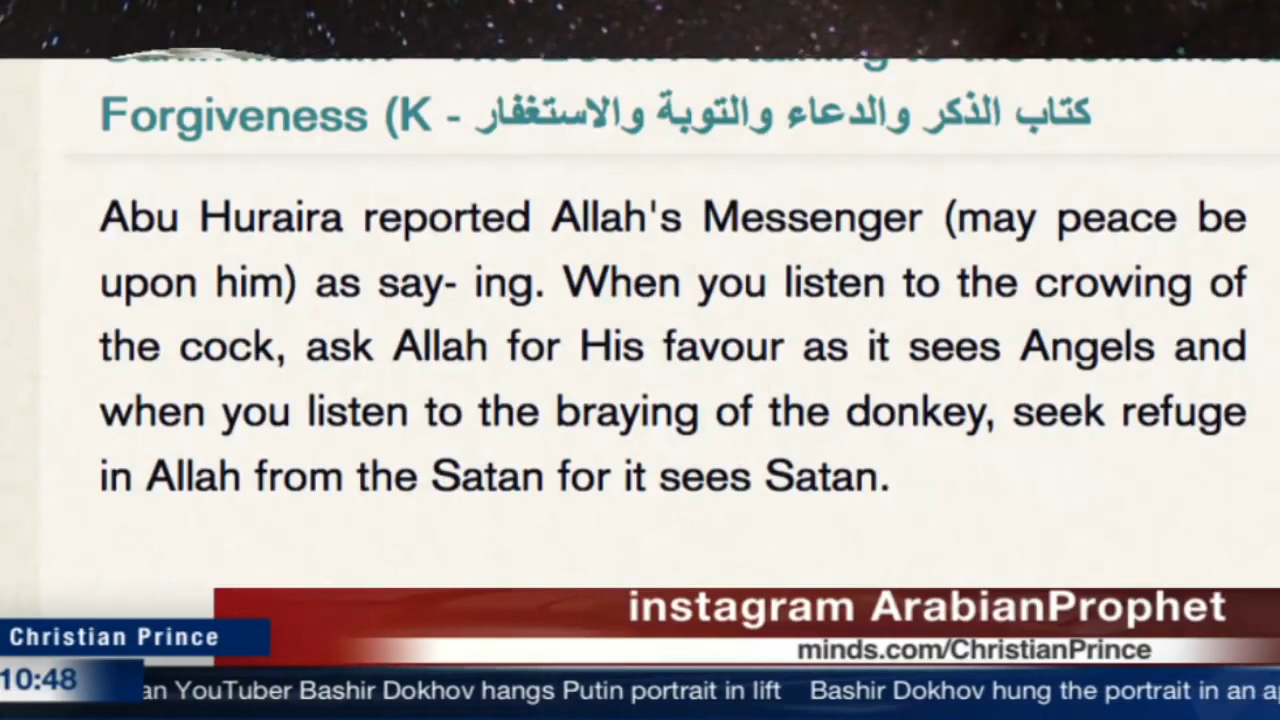 Forgiveness (K - كتاب الذكر والدعاء والتوبة والاستغفار
Abu Huraira reported Allah's Messenger (may peace be
upon him) as say- ing. When you listen to the crowing of
the cock, ask Allah for His favour as it sees Angels and
when you listen to the braying of the donkey, seek refuge
in Allah from the Satan for it sees Satan.
instagram ArabianProphet
minds.com/ChristianPrince
Christian Prince
10:48
an YouTuber Bashir Dokhov hangs Putin portrait in lift Bashir Dokhov hung the portrait in an a